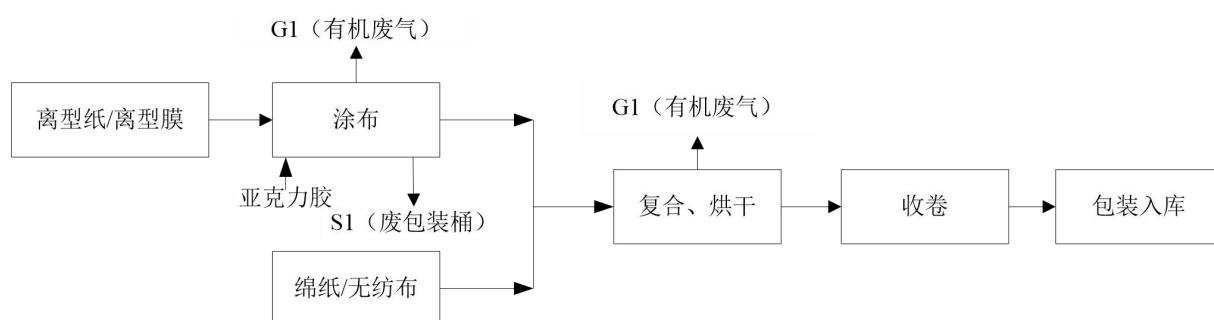 G1（有机废气）
离型纸/离型膜
涂布
G1（有机废气）
亚克力胶
S1（废包装桶）
复合、烘干
收卷
包装入库
绵纸/无纺布